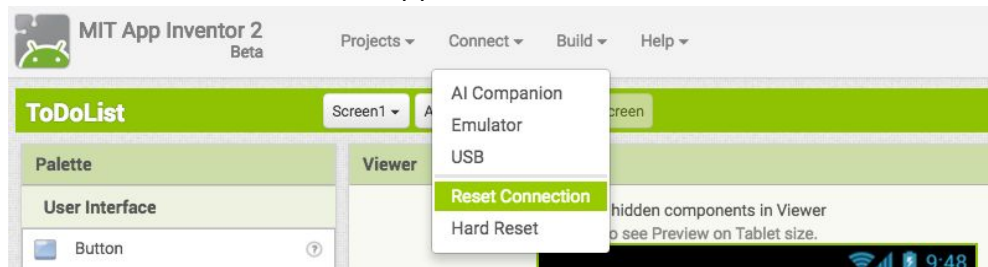 MIT App Inventor 2
Beta
Projects Connect Build Help
ToDoList
Screen1 A creen
AI Companion
Emulator
USB
Reset Connection
Hard Reset
Palette
Viewer
User Interface
Button ?
hidden components in Viewer
o see Preview on Tablet size.
9:48